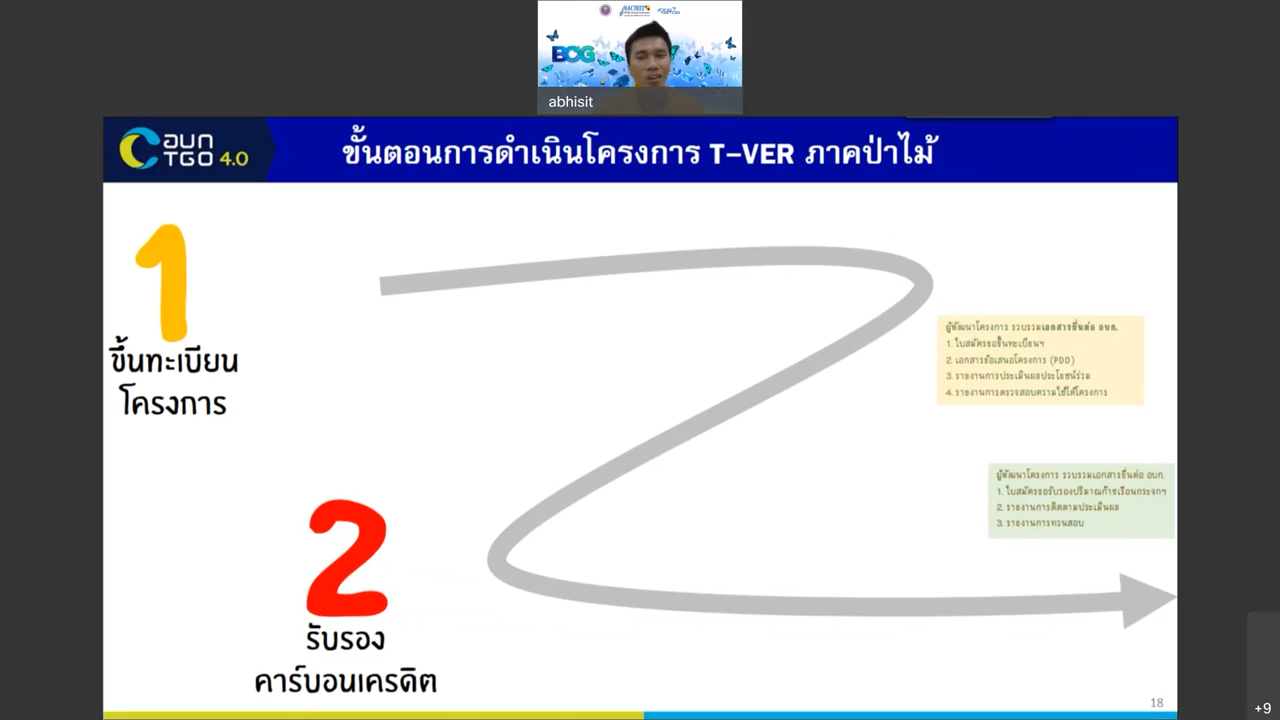 NAC2022
BCG
abhisit
อบก
TGO 4.0
ขั้นตอนการดำเนินโครงการ T-VER ภาคป่าไม้
1
ขึ้นทะเบียน
โครงการ
ผู้พัฒนาโครงการ รวบรวมเอกสารยื่นต่อ อบก.
1. ใบสมัครขอขึ้นทะเบียนฯ
2. เอกสารข้อเสนอโครงการ (PDD)
3. รายงานการประเมินผลประโยชน์ร่วม
4. รายงานการตรวจสอบความใช้ได้โครงการ
ผู้พัฒนาโครงการ รวบรวมเอกสารยื่นต่อ อบก.
1. ใบสมัครขอรับรองปริมาณก๊าซเรือนกระจกฯ
2. รายงานการติดตามประเมินผล
3. รายงานการทวนสอบ
2
รับรอง
คาร์บอนเครดิต
18
+9